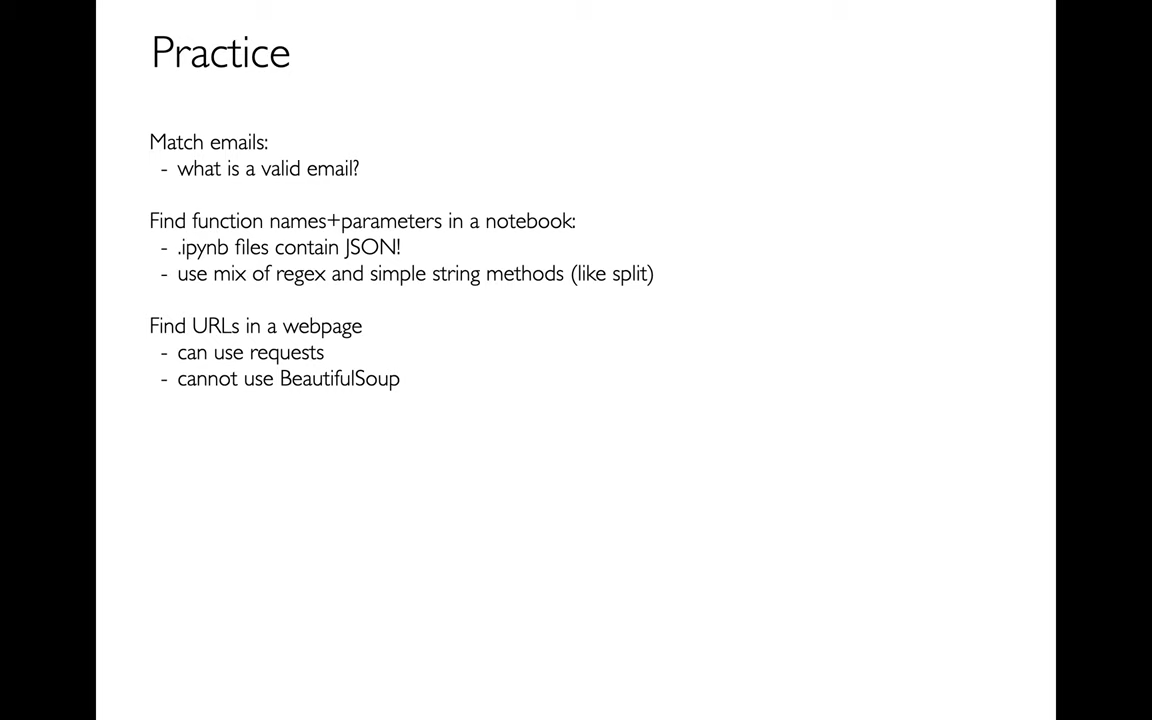 Practice
Match emails:
- what is a valid email?
Find function names+parameters in a notebook:
- .ipynb files contain JSON!
- use mix of regex and simple string methods (like split)
Find URLs in a webpage
- can use requests
- cannot use BeautifulSoup